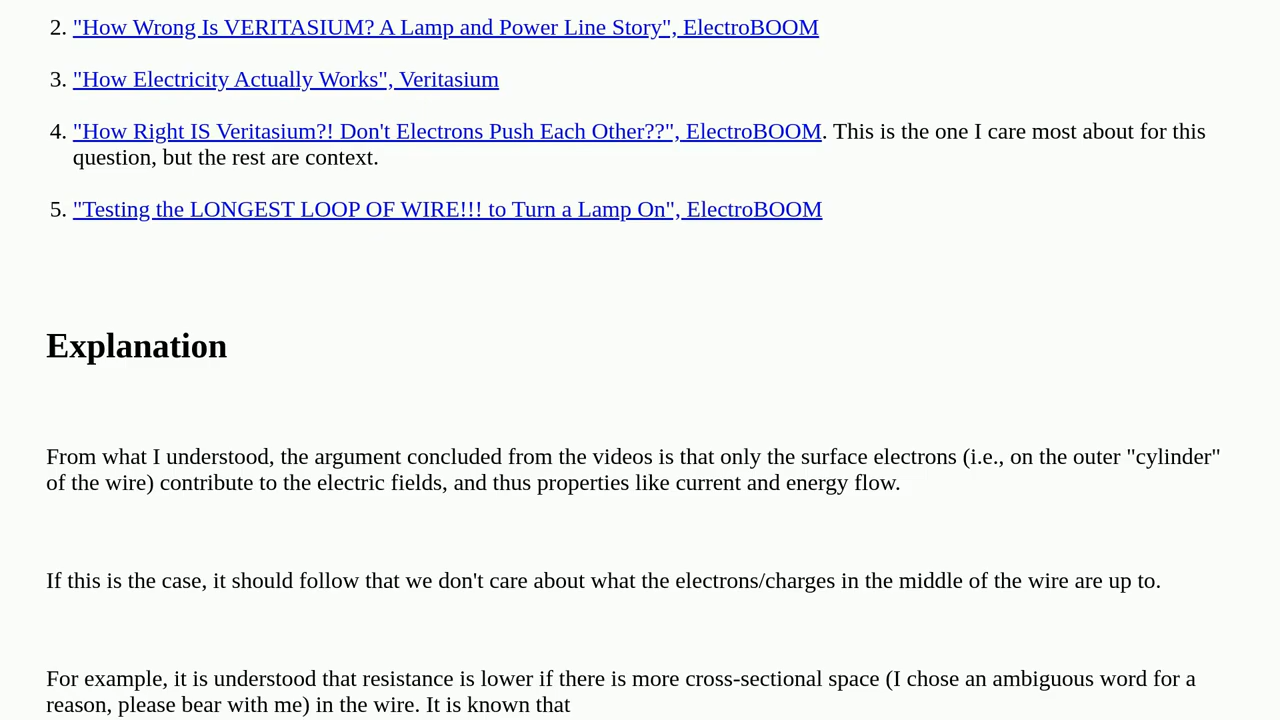 2. "How Wrong Is VERITASIUM? A Lamp and Power Line Story", ElectroBOOM
3. "How Electricity Actually Works", Veritasium
4. "How Right IS Veritasium?! Don't Electrons Push Each Other??", ElectroBOOM. This is the one I care most about for this
question, but the rest are context.
5. "Testing the LONGEST LOOP OF WIRE!!! to Turn a Lamp On", ElectroBOOM
Explanation
From what I understood, the argument concluded from the videos is that only the surface electrons (i.e., on the outer "cylinder"
of the wire) contribute to the electric fields, and thus properties like current and energy flow.
If this is the case, it should follow that we don't care about what the electrons/charges in the middle of the wire are up to.
For example, it is understood that resistance is lower if there is more cross-sectional space (I chose an ambiguous word for a
reason, please bear with me) in the wire. It is known that